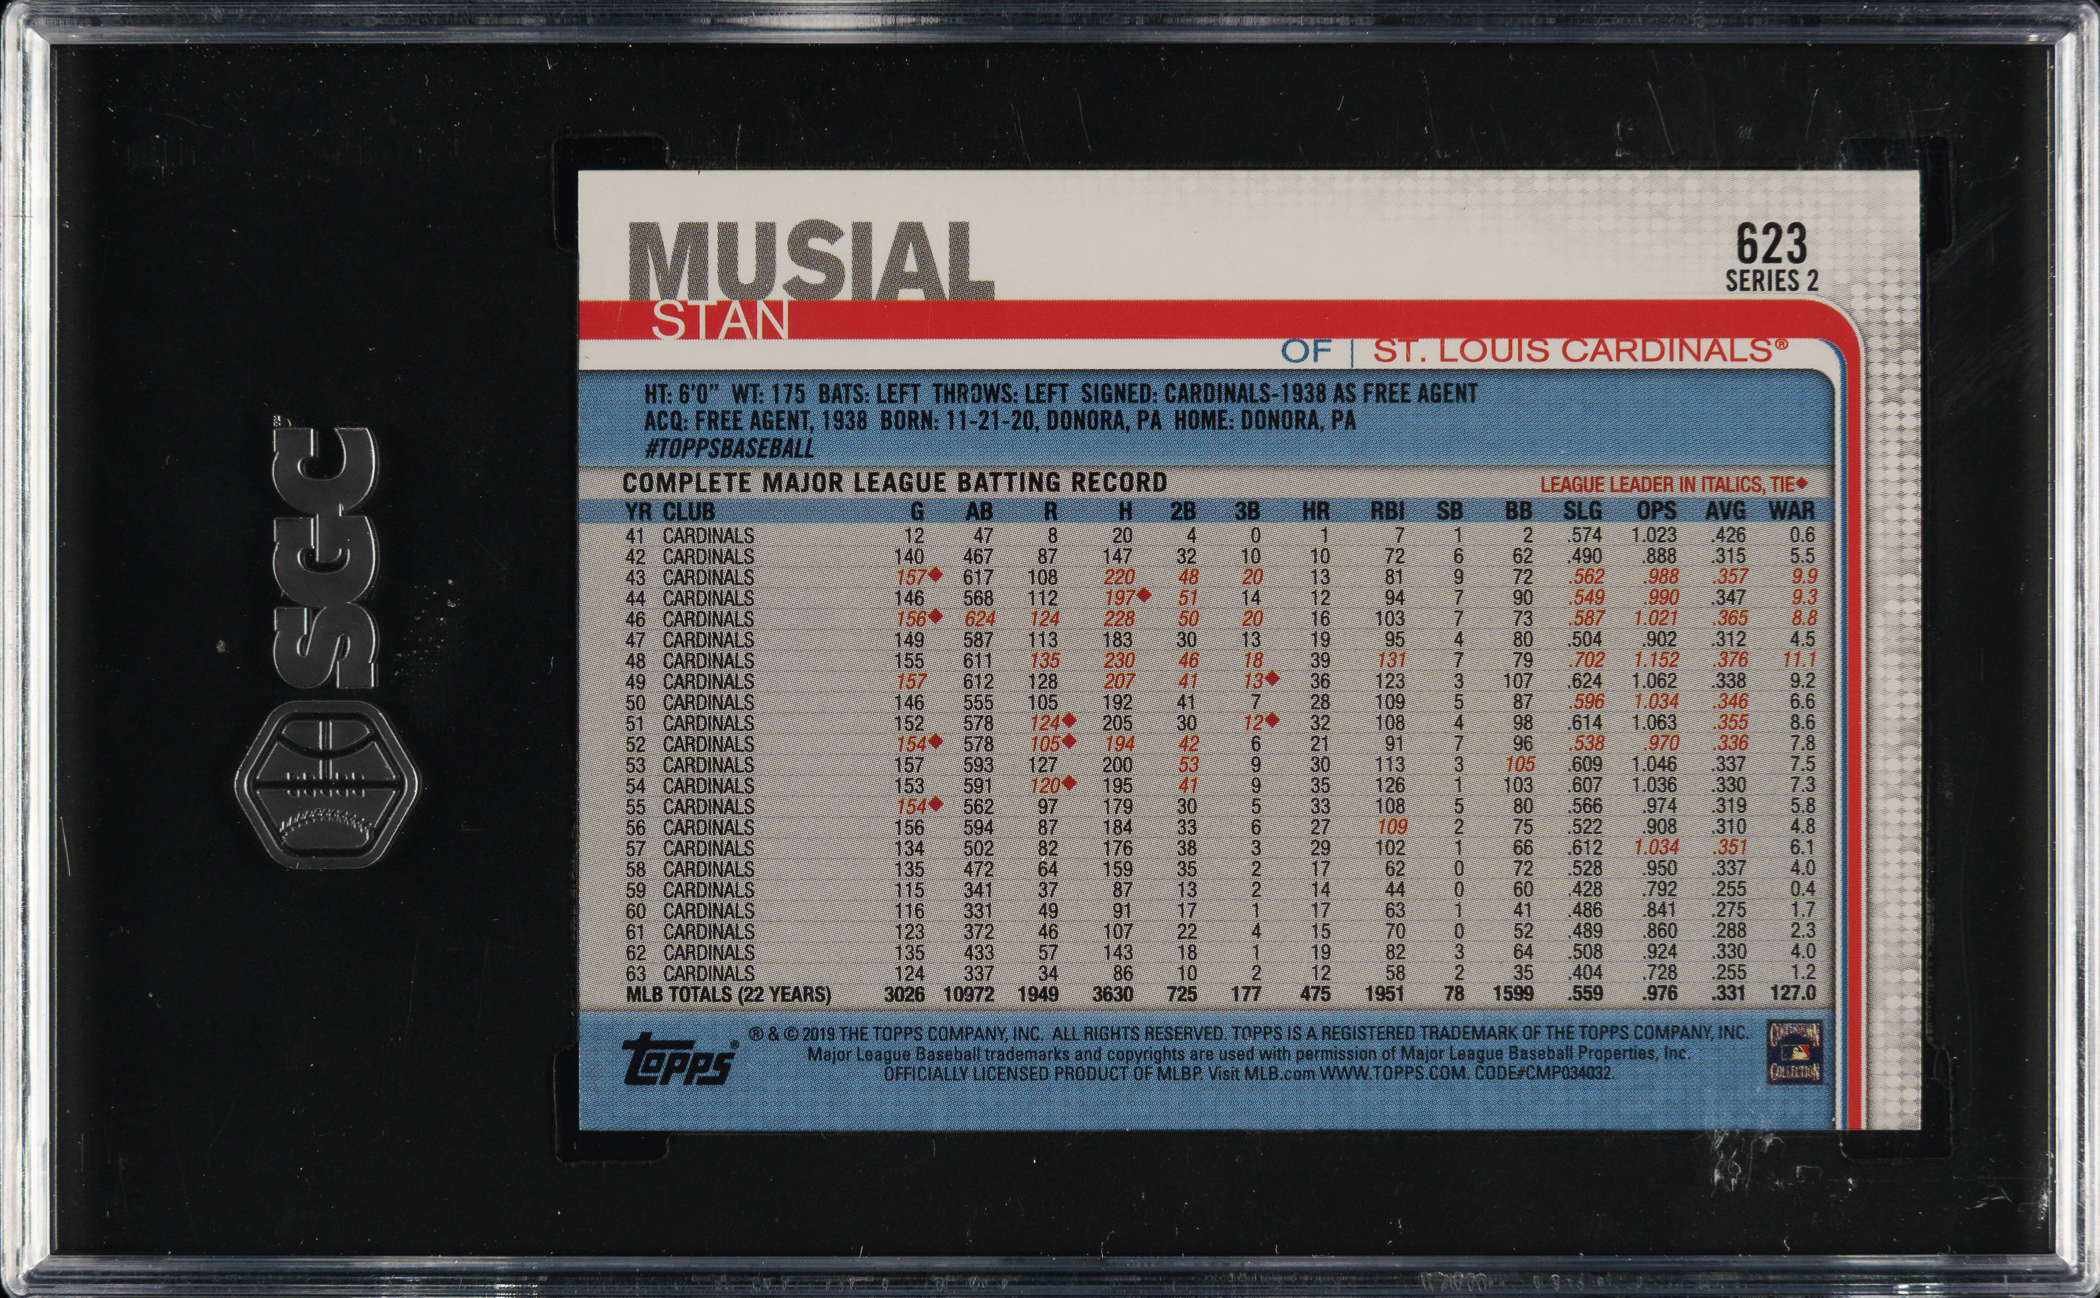 SGC
MUSIAL
STAN
623
SERIES 2
OF | ST. LOUIS CARDINALS®
HT: 6'0" WT: 175 BATS: LEFT THROWS: LEFT SIGNED: CARDINALS-1938 AS FREE AGENT
ACQ: FREE AGENT, 1938 BORN: 11-21-20, DONORA, PA HOME: DONORA, PA
#TOPPSBASEBALL
COMPLETE MAJOR LEAGUE BATTING RECORD LEAGUE LEADER IN ITALICS, TIE◆
YR CLUB G AB R H 2B 3B HR RBI SB BB SLG OPS AVG WAR
41 CARDINALS 12 47 8 20 4 0 1 7 1 2 .574 1.023 .426 0.6
42 CARDINALS 140 467 87 147 32 10 10 72 6 62 .490 .888 .315 5.5
43 CARDINALS 157◆ 617 108 220 48 20 13 81 9 72 .562 .988 .357 9.9
44 CARDINALS 146 568 112 197◆ 51 14 12 94 7 90 .549 .990 .347 9.3
46 CARDINALS 156◆ 624 124 228 50 20 16 103 7 73 .587 1.021 .365 8.8
47 CARDINALS 149 587 113 183 30 13 19 95 4 80 .504 .902 .312 4.5
48 CARDINALS 155 611 135 230 46 18 39 131 7 79 .702 1.152 .376 11.1
49 CARDINALS 157 612 128 207 41 13◆ 36 123 3 107 .624 1.062 .338 9.2
50 CARDINALS 146 555 105 192 41 7 28 109 5 87 .596 1.034 .346 6.6
51 CARDINALS 152 578 124◆ 205 30 12◆ 32 108 4 98 .614 1.063 .355 8.6
52 CARDINALS 154◆ 578 105◆ 194 42 6 21 91 7 96 .538 .970 .336 7.8
53 CARDINALS 157 593 127 200 53 9 30 113 3 105 .609 1.046 .337 7.5
54 CARDINALS 153 591 120◆ 195 41 9 35 126 1 103 .607 1.036 .330 7.3
55 CARDINALS 154◆ 562 97 179 30 5 33 108 5 80 .566 .974 .319 5.8
56 CARDINALS 156 594 87 184 33 6 27 109 2 75 .522 .908 .310 4.8
57 CARDINALS 134 502 82 176 38 3 29 102 1 66 .612 1.034 .351 6.1
58 CARDINALS 135 472 64 159 35 2 17 62 0 72 .528 .950 .337 4.0
59 CARDINALS 115 341 37 87 13 2 14 44 0 60 .428 .792 .255 0.4
60 CARDINALS 116 331 49 91 17 1 17 63 1 41 .486 .841 .275 1.7
61 CARDINALS 123 372 46 107 22 4 15 70 0 52 .489 .860 .288 2.3
62 CARDINALS 135 433 57 143 18 1 19 82 3 64 .508 .924 .330 4.0
63 CARDINALS 124 337 34 86 10 2 12 58 2 35 .404 .728 .255 1.2
MLB TOTALS (22 YEARS) 3026 10972 1949 3630 725 177 475 1951 78 1599 .559 .976 .331 127.0
TOPPS®
® & © 2019 THE TOPPS COMPANY, INC. ALL RIGHTS RESERVED. TOPPS IS A REGISTERED TRADEMARK OF THE TOPPS COMPANY, INC.
Major League Baseball trademarks and copyrights are used with permission of Major League Baseball Properties, Inc.
OFFICIALLY LICENSED PRODUCT OF MLBP. Visit MLB.com WWW.TOPPS.COM. CODE#CMP034032.
COOPERSTOWN
COLLECTION